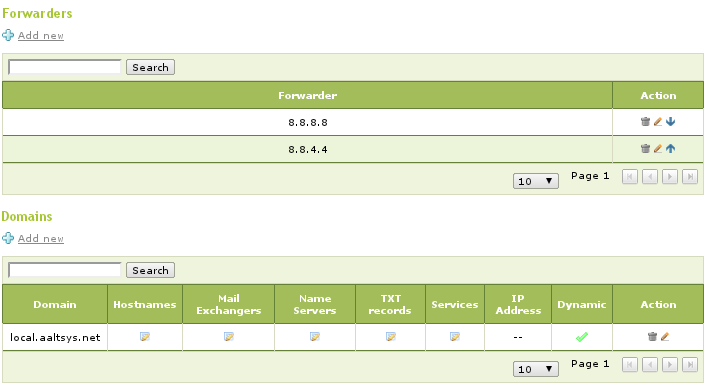 Forwarders
Add new
Search
Forwarder Action
8.8.8.8
8.8.4.4
10 Page 1
Domains
Add new
Search
Domain Hostnames Mail Exchangers Name Servers TXT records Services IP Address Dynamic Action
local.aaltsys.net --
10 Page 1